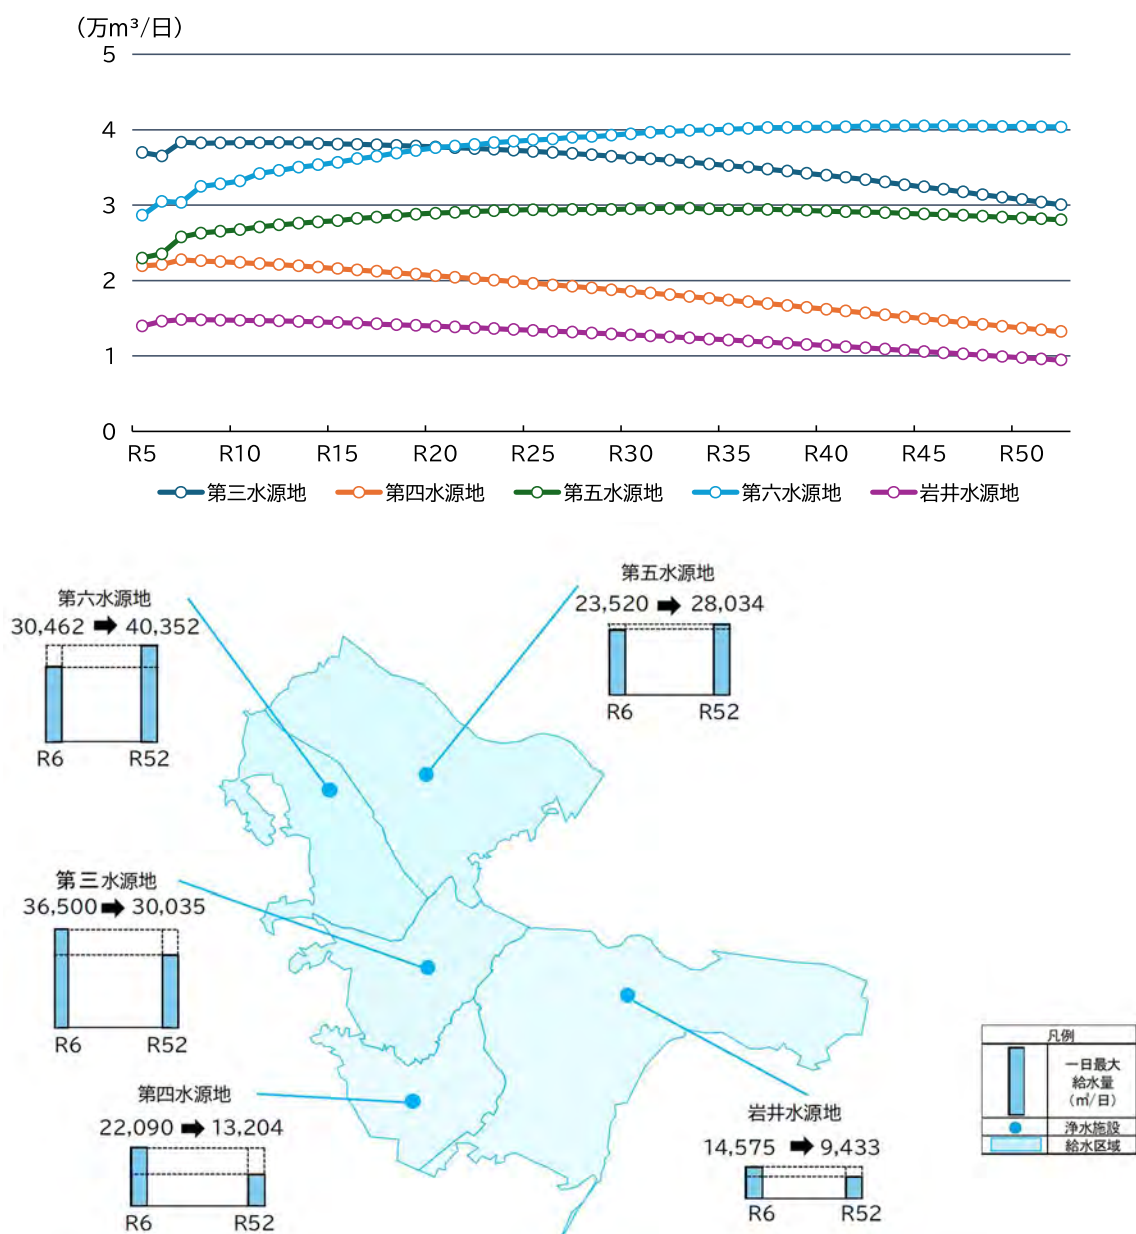 （万m³/日）
5
4
3
2
1
0
R5 R10 R15 R20 R25 R30 R35 R40 R45 R50
第三水源地 第四水源地 第五水源地 第六水源地 岩井水源地
第五水源地
23,520 → 28,034
R6 R52
第六水源地
30,462 → 40,352
R6 R52
第三水源地
36,500 → 30,035
R6 R52
第四水源地
22,090 → 13,204
R6 R52
岩井水源地
14,575 → 9,433
R6 R52
凡例
一日最大
給水量
（㎥/日）
浄水施設
給水区域